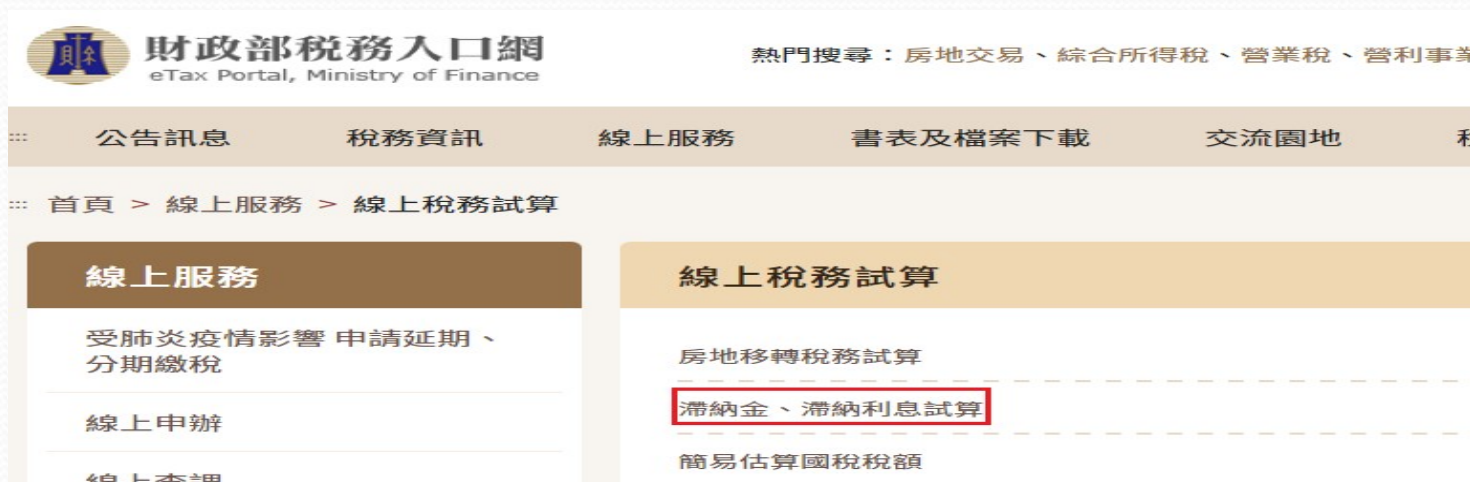 財政部稅務入口網
eTax Portal, Ministry of Finance
熱門搜尋：房地交易、綜合所得稅、營業稅、營利事業
公告訊息 稅務資訊 線上服務 書表及檔案下載 交流園地
首頁 > 線上服務 > 線上稅務試算
線上服務
受肺炎疫情影響 申請延期、
分期繳稅
線上申辦
線上查調
線上稅務試算
房地移轉稅務試算
滯納金、滯納利息試算
簡易估算國稅稅額